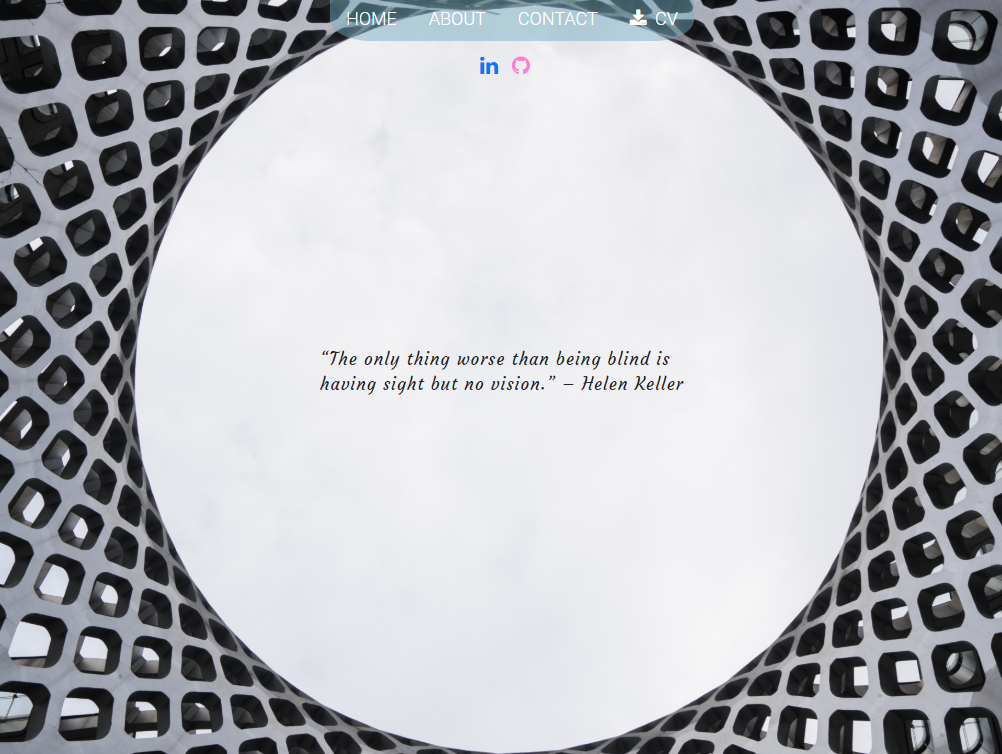 HOME ABOUT CONTACT CV
in
“The only thing worse than being blind is
having sight but no vision.” – Helen Keller